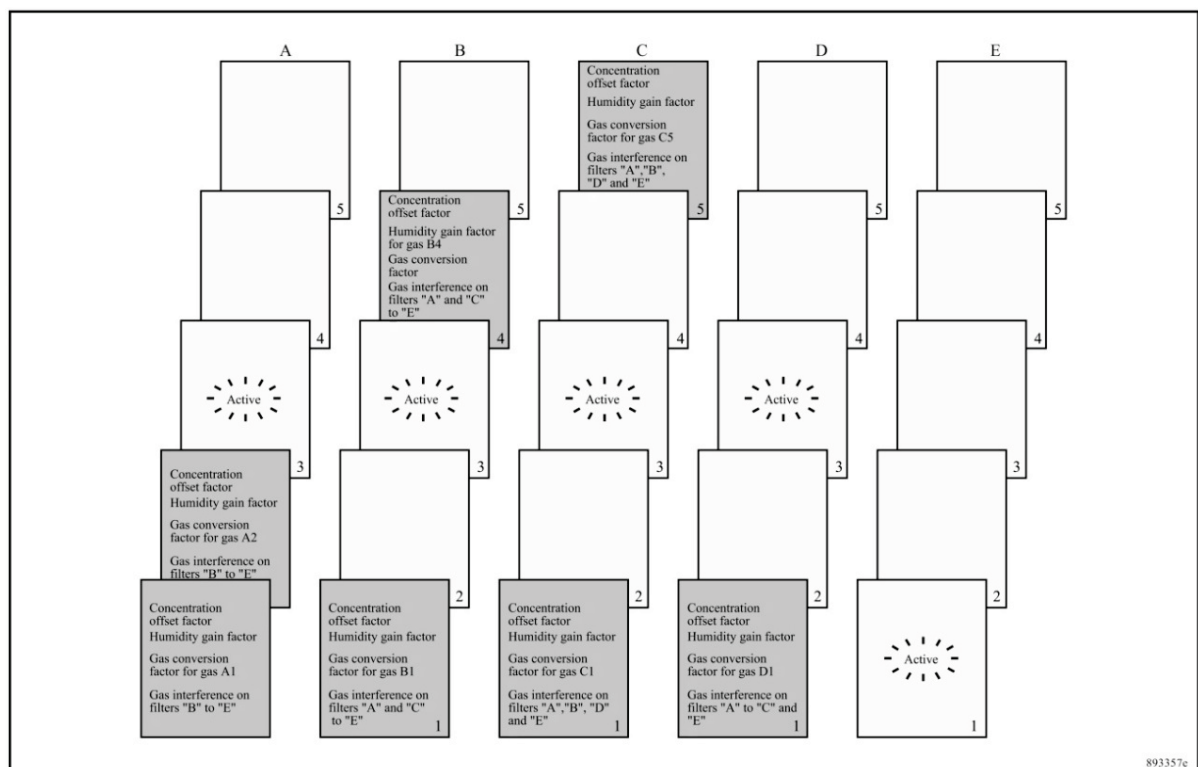 A
B
C
D
E
Concentration
offset factor
Humidity gain factor
Gas conversion
factor for gas C5
Gas interference on
filters "A","B",
"D" and "E"
5
5
5
5
5
Concentration
offset factor
Humidity gain factor
for gas B4
Gas conversion
factor
Gas interference on
filters "A" and "C"
to "E"
4
4
4
4
4
Active
Active
Active
Active
3
3
3
3
3
Concentration
offset factor
Humidity gain factor
Gas conversion
factor for gas A2
Gas interference on
filters "B" to "E"
2
2
2
2
Concentration
offset factor
Humidity gain factor
Gas conversion
factor for gas A1
Gas interference on
filters "B" to "E"
Concentration
offset factor
Humidity gain factor
Gas conversion
factor for gas B1
Gas interference on
filters "A" and "C"
to "E"
1
Concentration
offset factor
Humidity gain factor
Gas conversion
factor for gas C1
Gas interference on
filters "A","B", "D"
and "E"
1
Concentration
offset factor
Humidity gain factor
Gas conversion
factor for gas D1
Gas interference on
filters "A" to "C" and
"E"
1
Active
1
893357e